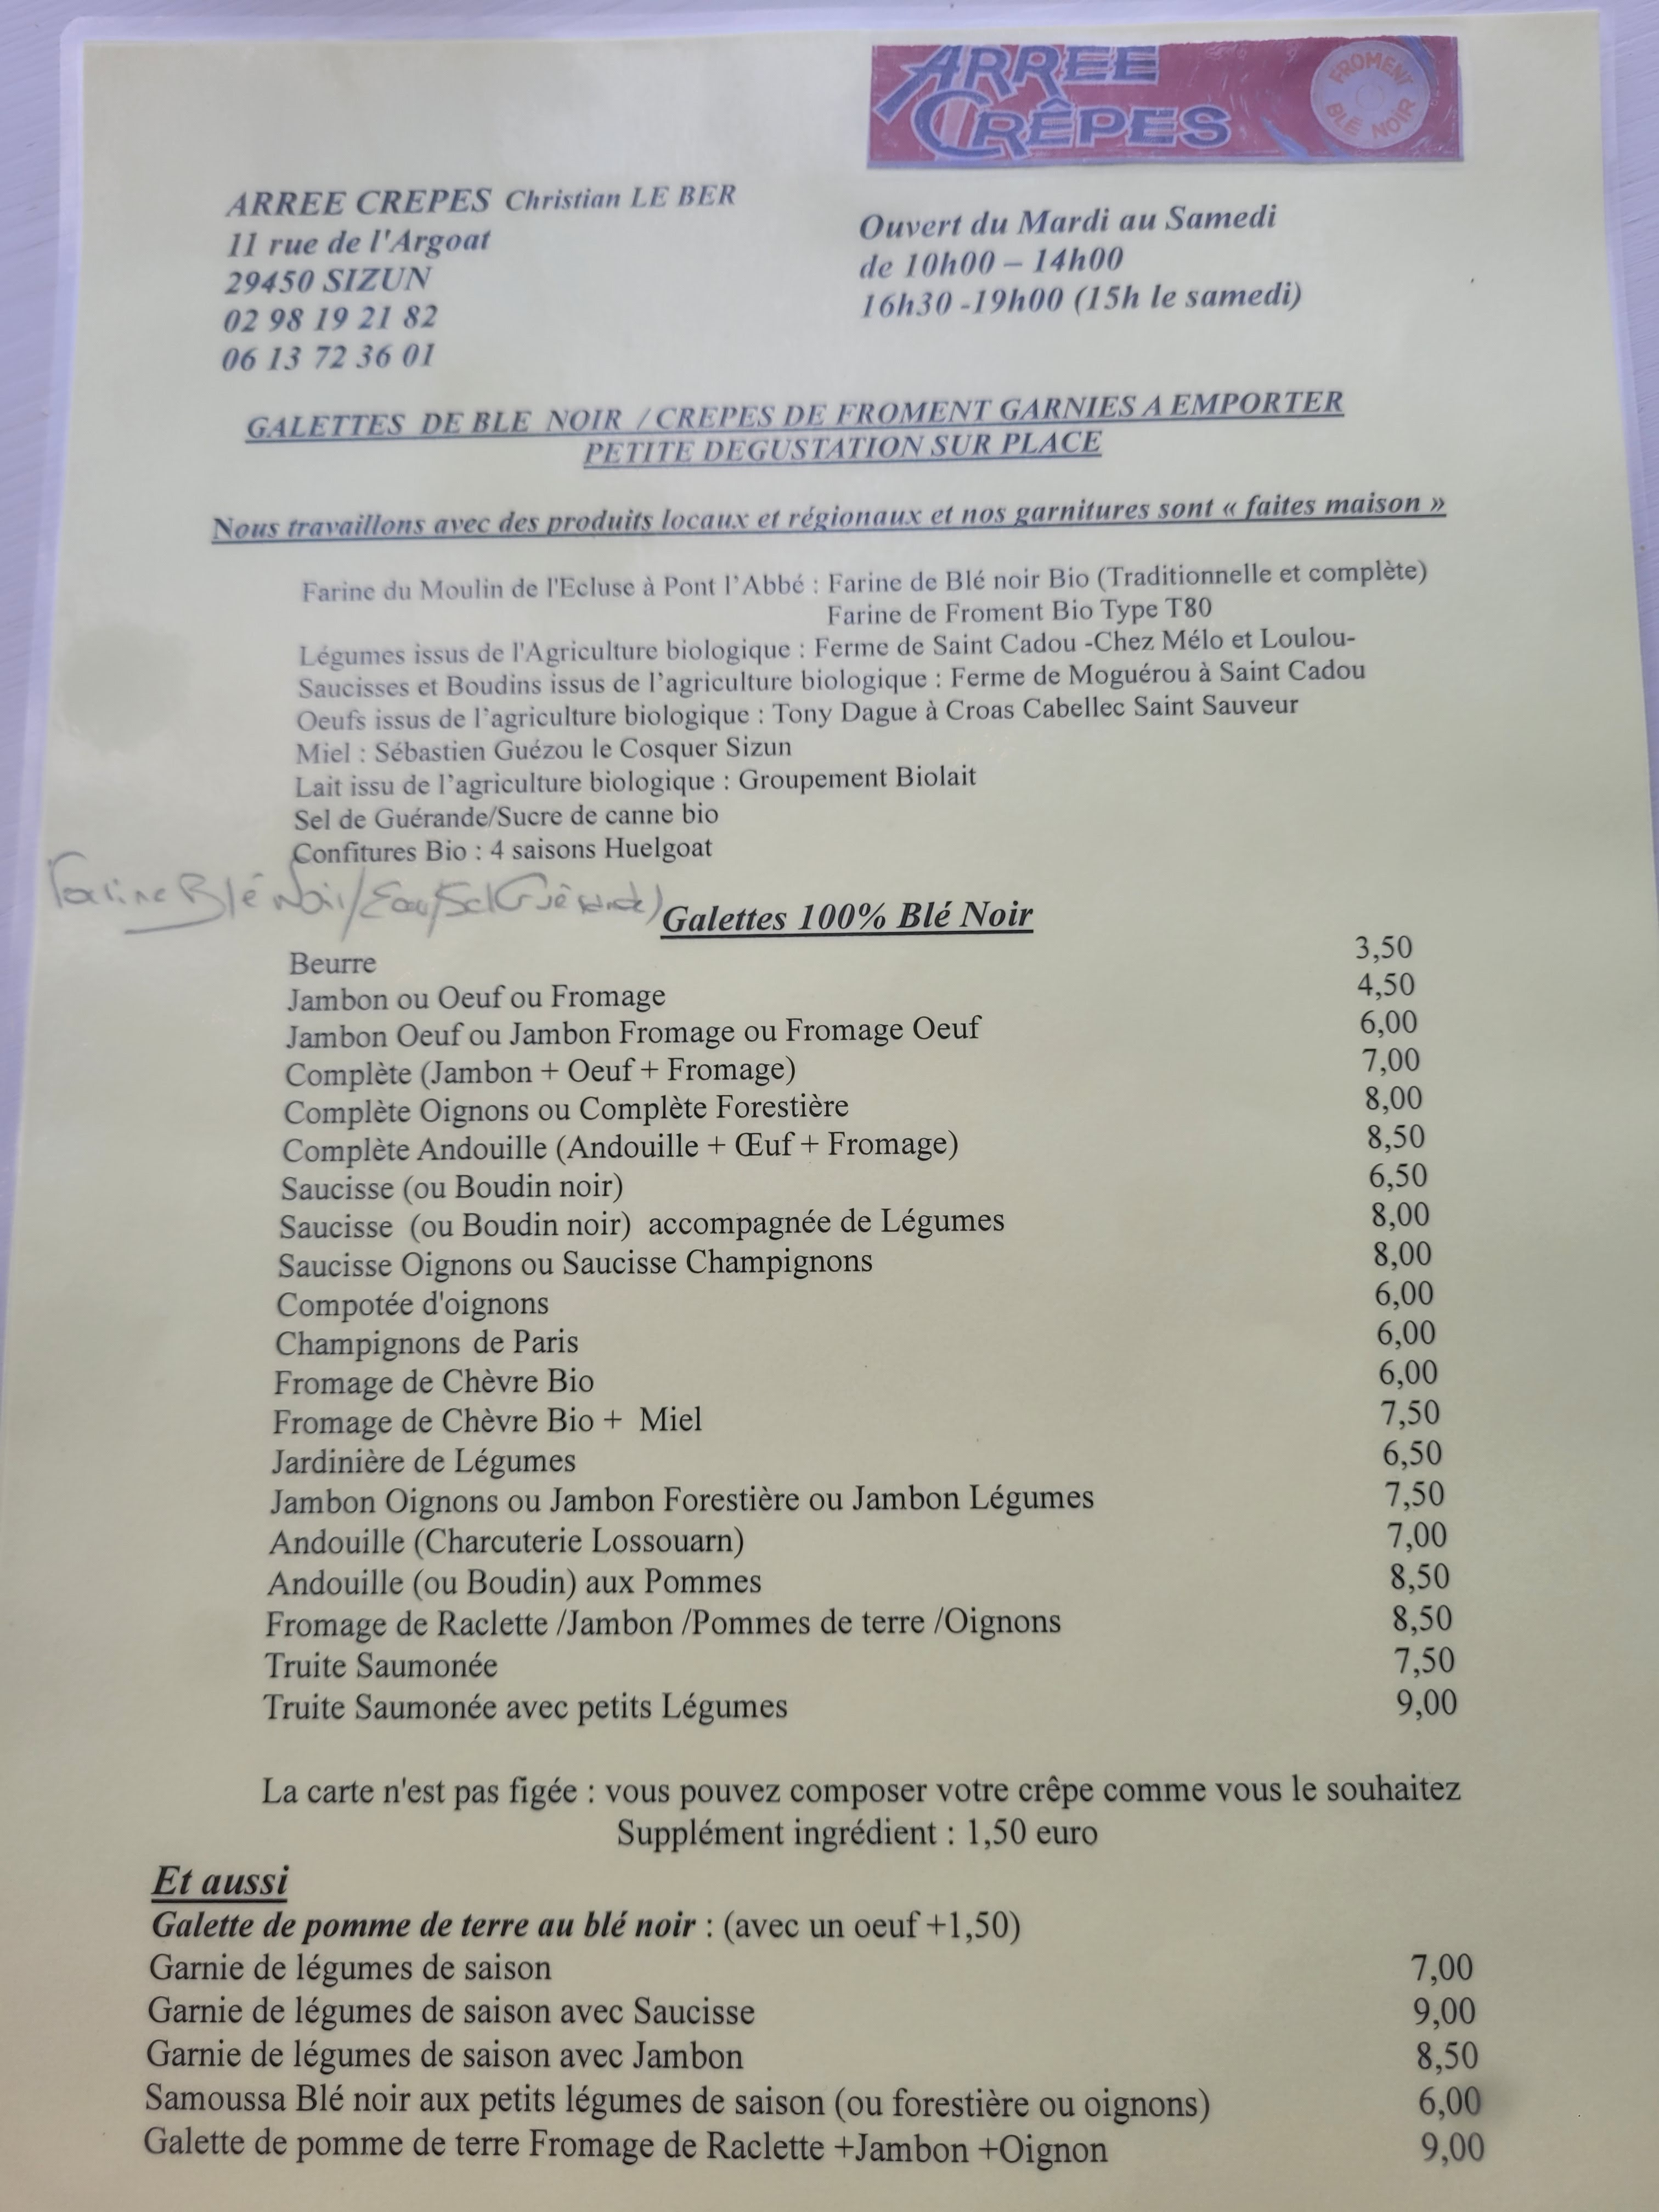 ARREE
CRÊPES
FROMENT
BLÉ NOIR
ARREE CREPES Christian LE BER
11 rue de l'Argoat
29450 SIZUN
02 98 19 21 82
06 13 72 36 01
Ouvert du Mardi au Samedi
de 10h00 – 14h00
16h30 -19h00 (15h le samedi)
GALETTES DE BLE NOIR / CREPES DE FROMENT GARNIES A EMPORTER
PETITE DEGUSTATION SUR PLACE
Nous travaillons avec des produits locaux et régionaux et nos garnitures sont « faites maison »
Farine du Moulin de l'Ecluse à Pont l’Abbé : Farine de Blé noir Bio (Traditionnelle et complète)
Farine de Froment Bio Type T80
Légumes issus de l'Agriculture biologique : Ferme de Saint Cadou -Chez Mélo et Loulou-
Saucisses et Boudins issus de l’agriculture biologique : Ferme de Moguérou à Saint Cadou
Oeufs issus de l’agriculture biologique : Tony Dague à Croas Cabellec Saint Sauveur
Miel : Sébastien Guézou le Cosquer Sizun
Lait issu de l’agriculture biologique : Groupement Biolait
Sel de Guérande/Sucre de canne bio
Confitures Bio : 4 saisons Huelgoat
Farine Blé Noir/Eau/Sel Guérande)
Galettes 100% Blé Noir
Beurre 3,50
Jambon ou Oeuf ou Fromage 4,50
Jambon Oeuf ou Jambon Fromage ou Fromage Oeuf 6,00
Complète (Jambon + Oeuf + Fromage) 7,00
Complète Oignons ou Complète Forestière 8,00
Complète Andouille (Andouille + Œuf + Fromage) 8,50
Saucisse (ou Boudin noir) 6,50
Saucisse (ou Boudin noir) accompagnée de Légumes 8,00
Saucisse Oignons ou Saucisse Champignons 8,00
Compotée d'oignons 6,00
Champignons de Paris 6,00
Fromage de Chèvre Bio 6,00
Fromage de Chèvre Bio + Miel 7,50
Jardinière de Légumes 6,50
Jambon Oignons ou Jambon Forestière ou Jambon Légumes 7,50
Andouille (Charcuterie Lossouarn) 7,00
Andouille (ou Boudin) aux Pommes 8,50
Fromage de Raclette /Jambon /Pommes de terre /Oignons 8,50
Truite Saumonée 7,50
Truite Saumonée avec petits Légumes 9,00
La carte n'est pas figée : vous pouvez composer votre crêpe comme vous le souhaitez
Supplément ingrédient : 1,50 euro
Et aussi
Galette de pomme de terre au blé noir : (avec un oeuf +1,50)
Garnie de légumes de saison 7,00
Garnie de légumes de saison avec Saucisse 9,00
Garnie de légumes de saison avec Jambon 8,50
Samoussa Blé noir aux petits légumes de saison (ou forestière ou oignons) 6,00
Galette de pomme de terre Fromage de Raclette +Jambon +Oignon 9,00